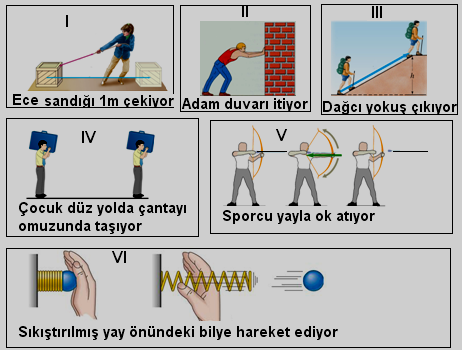 I
Ece sandığı 1m çekiyor
II
Adam duvarı itiyor
III
h
Dağcı yokuş çıkıyor
IV
Çocuk düz yolda çantayı
omuzunda taşıyor
V
Sporcu yayla ok atıyor
VI
Sıkıştırılmış yay önündeki bilye hareket ediyor